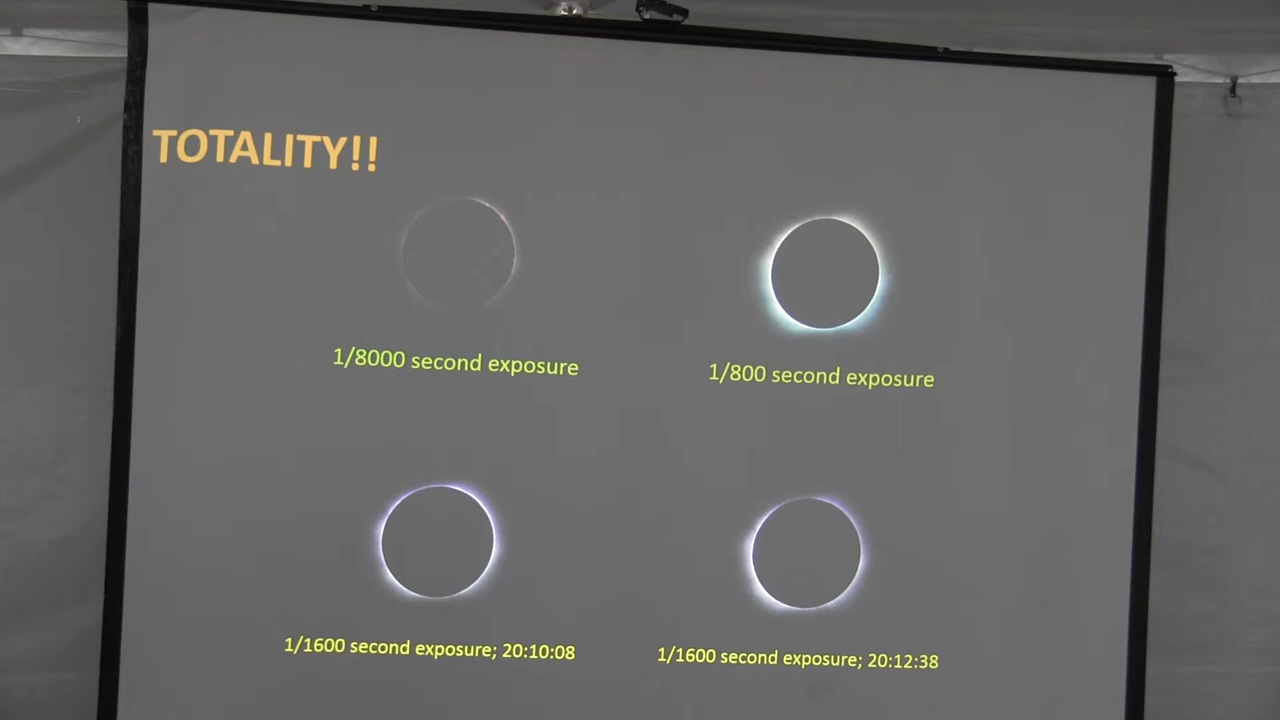 TOTALITY!!
1/8000 second exposure
1/800 second exposure
1/1600 second exposure; 20:10:08
1/1600 second exposure; 20:12:38